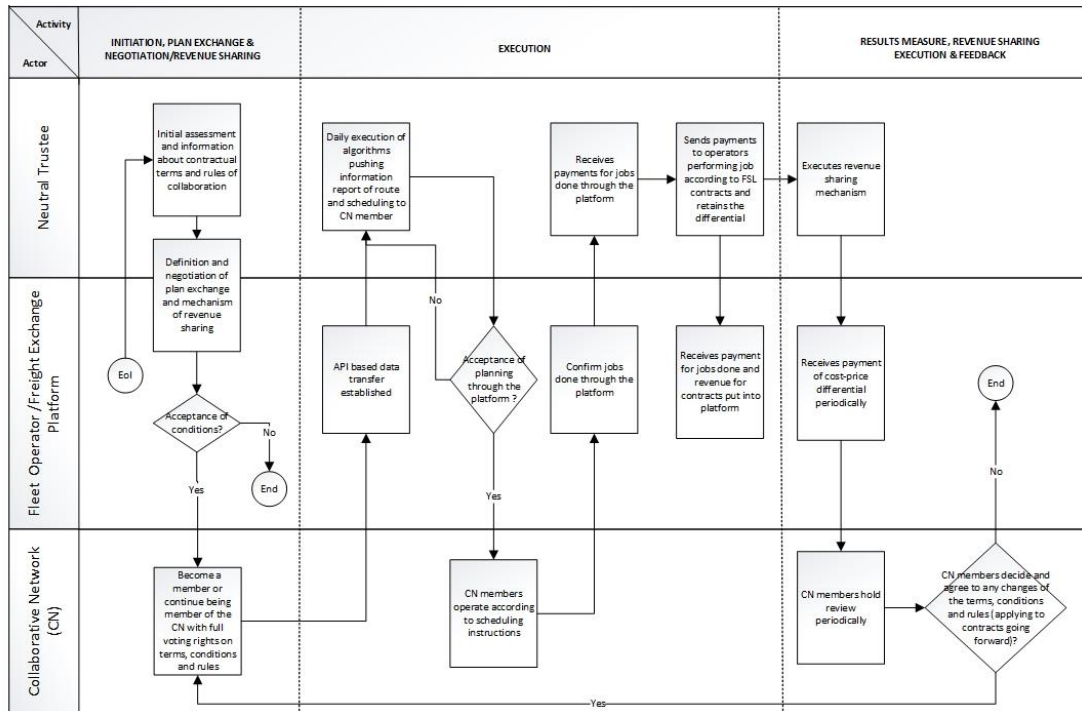 Activity
Actor
INITIATION, PLAN EXCHANGE &
NEGOTIATION/REVENUE SHARING
EXECUTION
RESULTS MEASURE, REVENUE SHARING
EXECUTION & FEEDBACK
Neutral Trustee
Initial assessment
and information
about contractual
terms and rules of
collaboration
Daily execution of
algorithms
pushing
information
report of route
and scheduling to
CN member
Receives
payments for jobs
done through the
platform
Sends payments
to operators
performing job
according to FSL
contracts and
retains the
differential
Executes revenue
sharing
mechanism
Definition and
negotiation of
plan exchange
and mechanism
of revenue
sharing
Fleet Operator/Freight Exchange
Platform
EoI
Acceptance of
conditions?
No
End
Yes
API based data
transfer
established
No
Acceptance of
planning
through the
platform ?
Yes
Confirm jobs
done through the
platform
Receives payment
for jobs done and
revenue for
contracts put into
platform
Receives payment
of cost-price
differential
periodically
End
No
Collaborative Network
(CN)
Become a
member or
continue being
member of the
CN with full
voting rights on
terms, conditions
and rules
CN members
operate according
to scheduling
instructions
CN members hold
review
periodically
CN members decide and
agree to any changes of
the terms, conditions
and rules (applying to
contracts going
forward)?
Yes